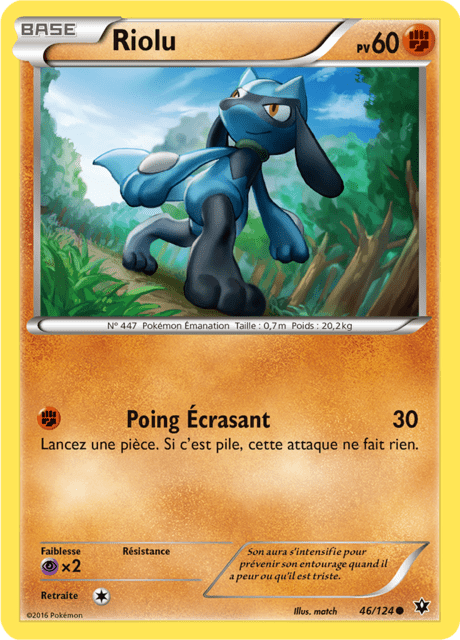 BASE
Riolu
PV60
N° 447 Pokémon Émanation Taille : 0,7 m Poids : 20,2 kg
Poing Écrasant 30
Lancez une pièce. Si c'est pile, cette attaque ne fait rien.
Faiblesse Résistance
×2
Retraite
Son aura s'intensifie pour
prévenir son entourage quand il
a peur ou qu'il est triste.
©2016 Pokémon
Illus. match
46/124